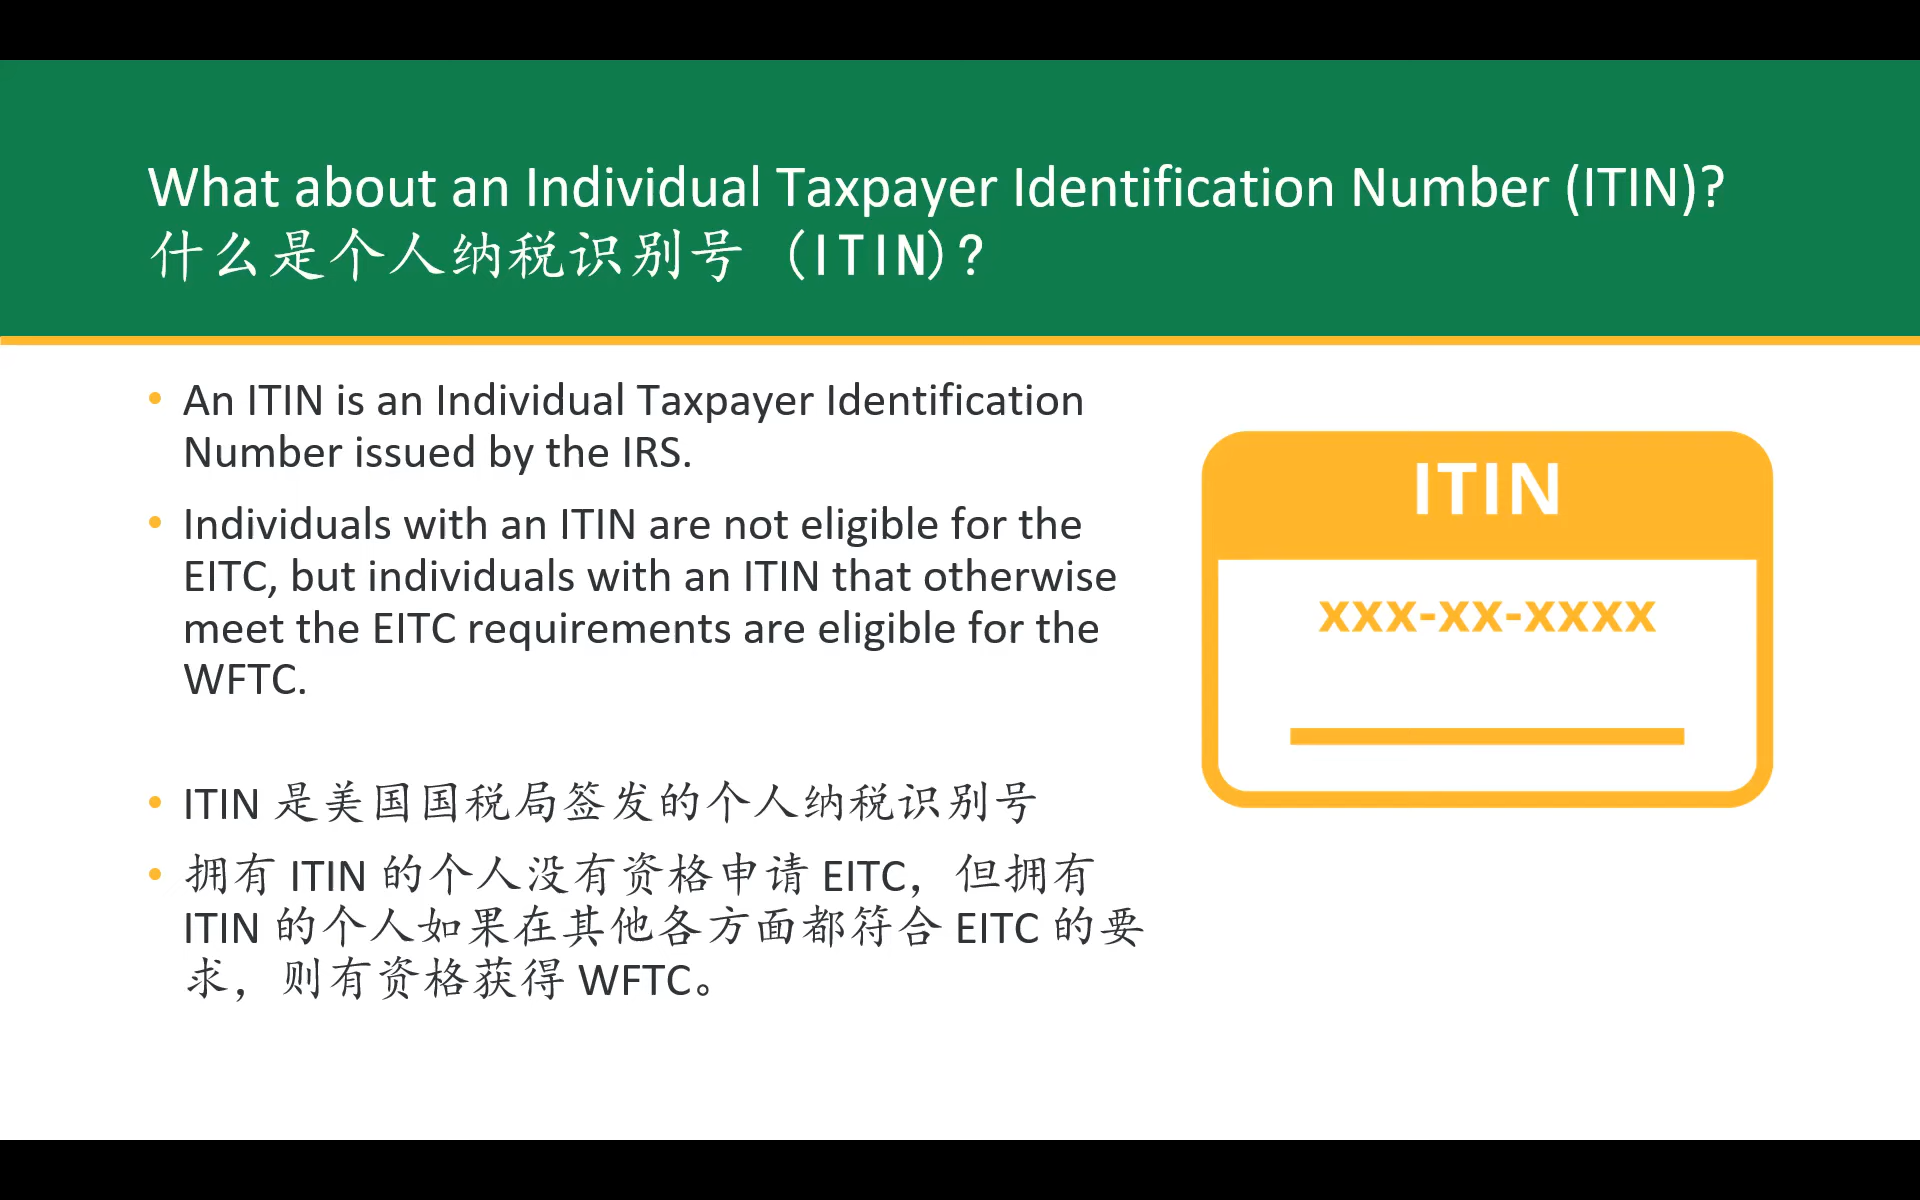 What about an Individual Taxpayer Identification Number (ITIN)?
什么是个人纳税识别号（ITIN)?
• An ITIN is an Individual Taxpayer Identification
Number issued by the IRS.
• Individuals with an ITIN are not eligible for the
EITC, but individuals with an ITIN that otherwise
meet the EITC requirements are eligible for the
WFTC.
• ITIN 是美国国税局签发的个人纳税识别号
• 拥有 ITIN 的个人没有资格申请 EITC，但拥有
ITIN 的个人如果在其他各方面都符合 EITC 的要
求，则有资格获得 WFTC。
ITIN
xxx-xx-xxxx